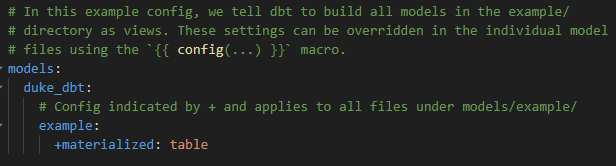 # In this example config, we tell dbt to build all models in the example/
# directory as views. These settings can be overridden in the individual model
# files using the `{{ config(...) }}` macro.
models:
  duke_dbt:
    # Config indicated by + and applies to all files under models/example/
    example:
      +materialized: table